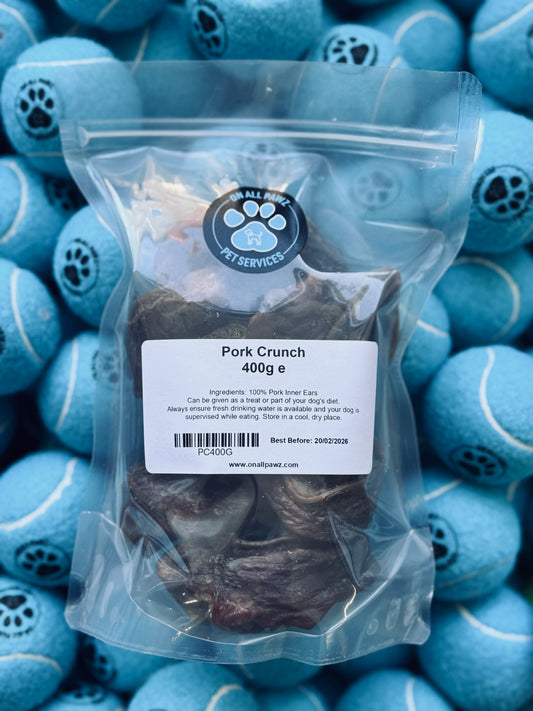 ON ALL PAWZ
PET SERVICES
Pork Crunch
400g e
Ingredients: 100% Pork Inner Ears
Can be given as a treat or part of your dog's diet.
Always ensure fresh drinking water is available and your dog is
supervised while eating. Store in a cool, dry place.
Best Before: 20/02/2026
PC400G
www.onallpawz.com